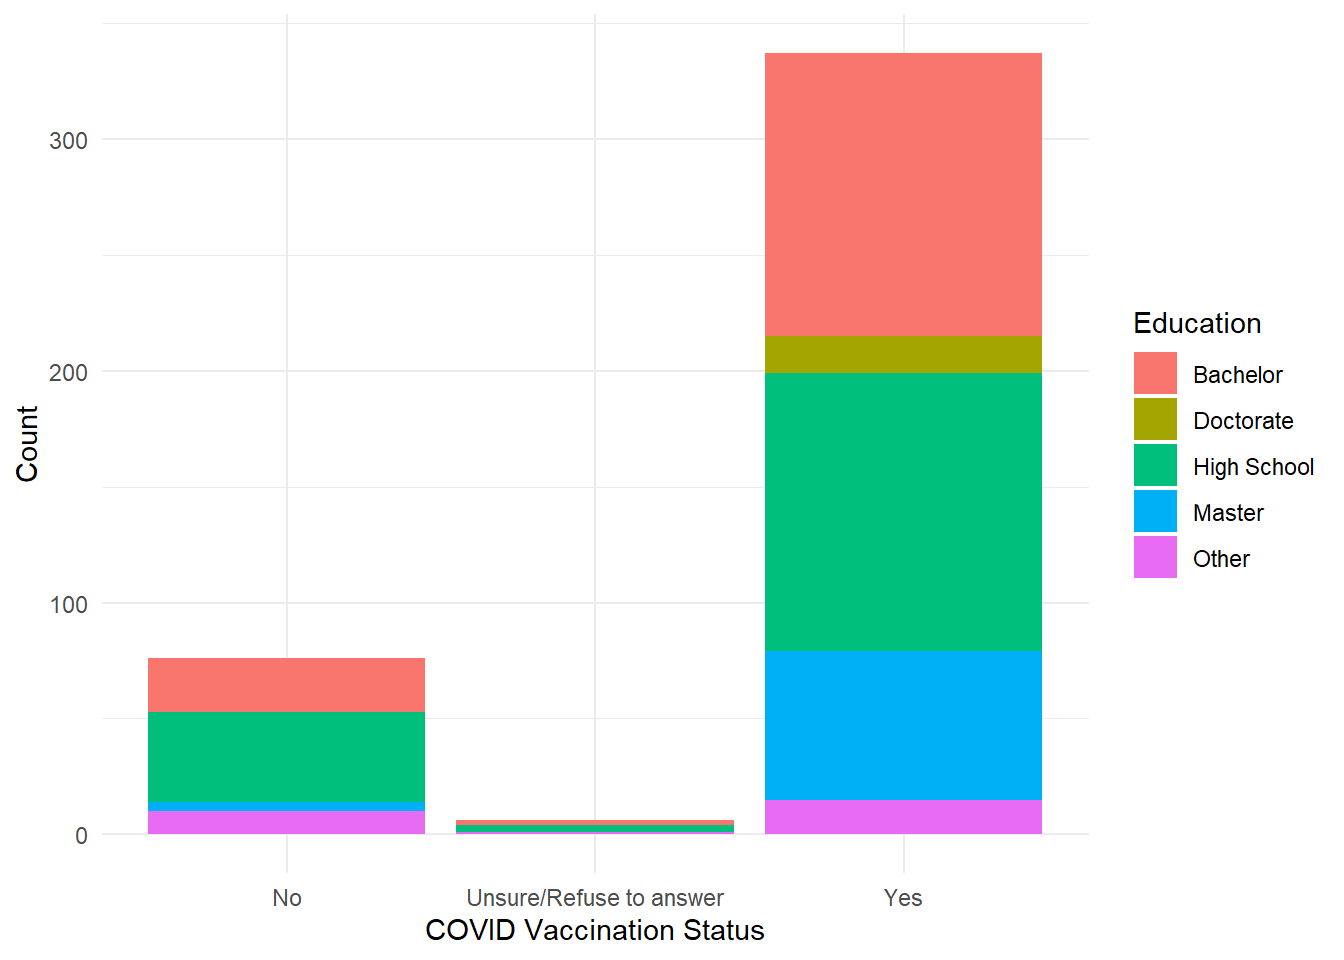 300
200
100
0
Count
No
Unsure/Refuse to answer
Yes
COVID Vaccination Status
Education
Bachelor
Doctorate
High School
Master
Other